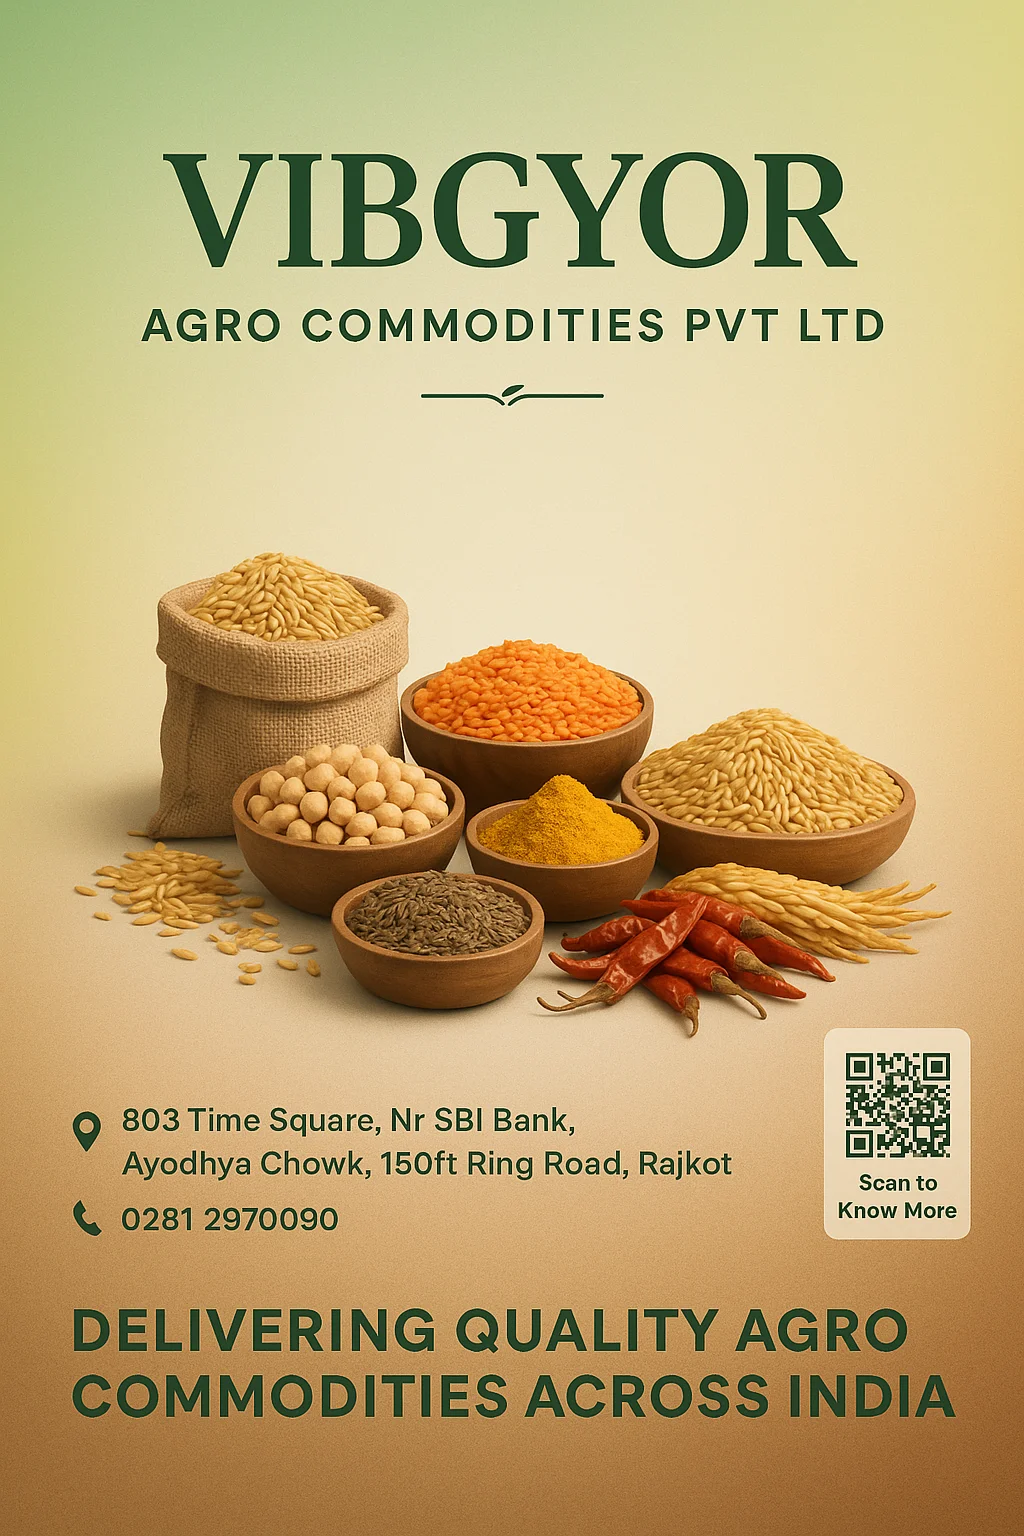 VIBGYOR
AGRO COMMODITIES PVT LTD
803 Time Square, Nr SBI Bank,
Ayodhya Chowk, 150ft Ring Road, Rajkot
0281 2970090
Scan to
Know More
DELIVERING QUALITY AGRO
COMMODITIES ACROSS INDIA